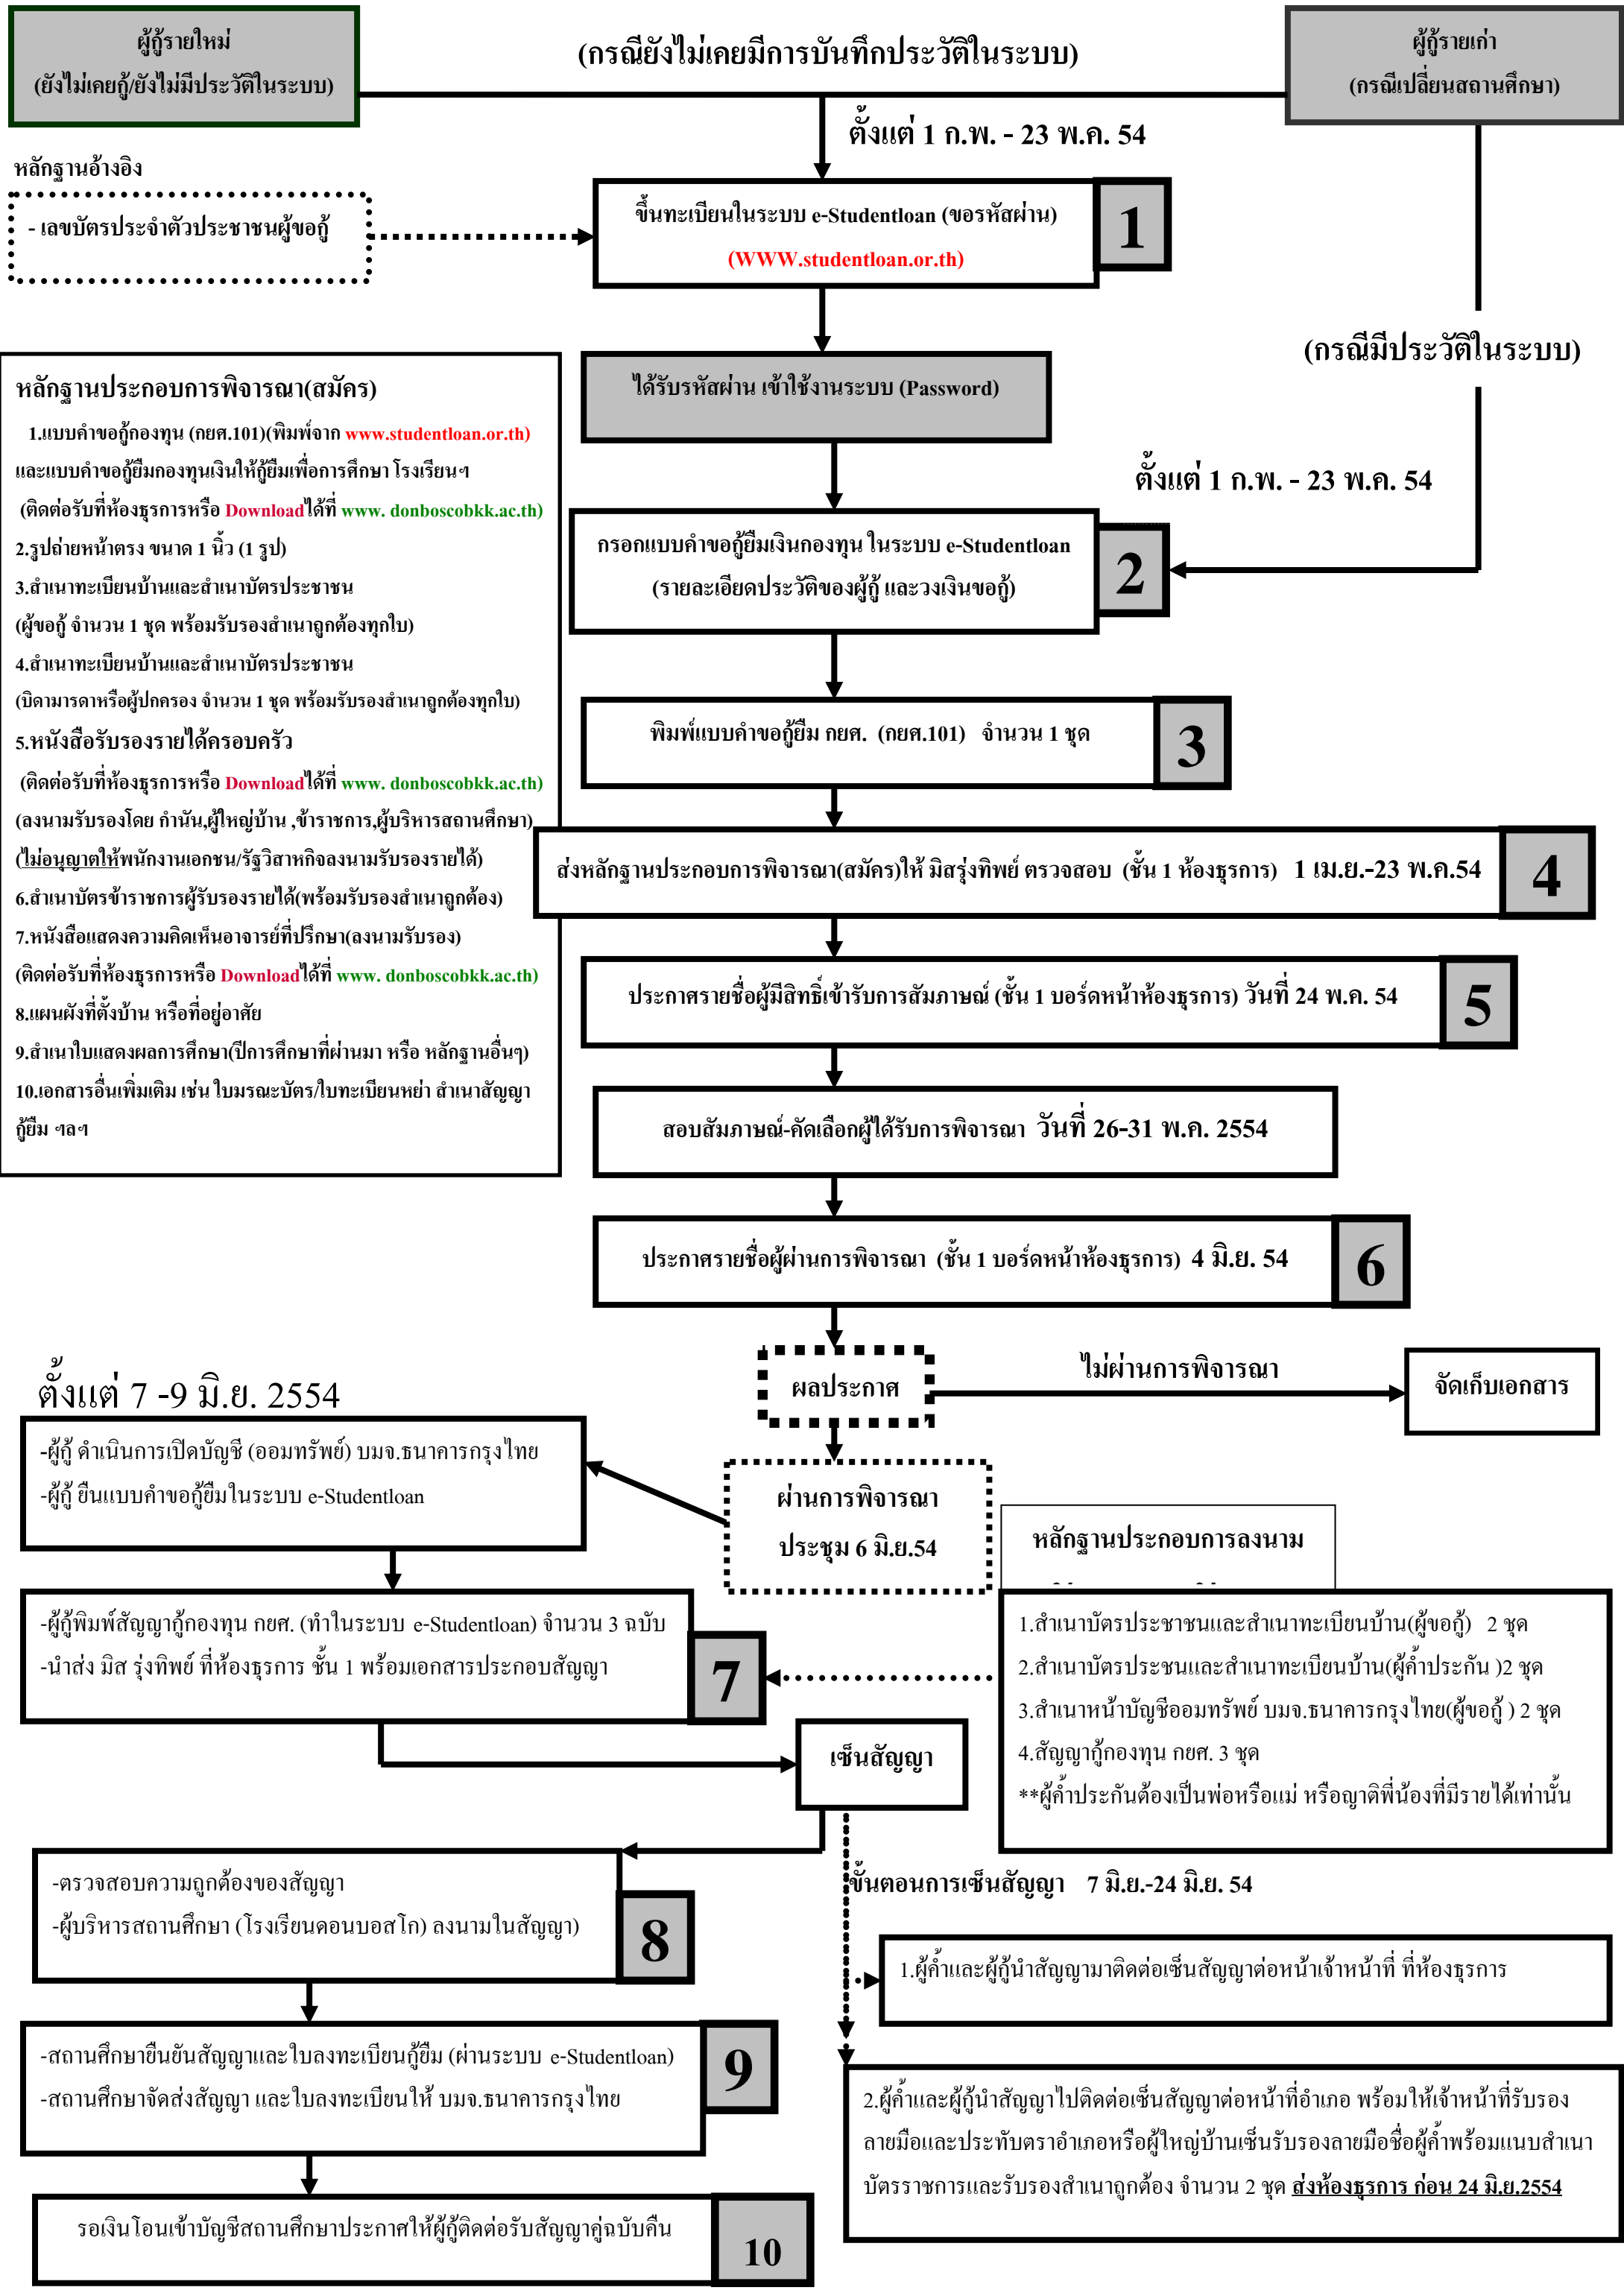 ผู้กู้รายใหม่
(ยังไม่เคยกู้/ยังไม่มีประวัติในระบบ)
(กรณียังไม่เคยมีการบันทึกประวัติในระบบ)
ผู้กู้รายเก่า
(กรณีเปลี่ยนสถานศึกษา)
ตั้งแต่ 1 ก.พ. - 23 พ.ค. 54
หลักฐานอ้างอิง
- เลขบัตรประจำตัวประชาชนผู้ขอกู้
ขึ้นทะเบียนในระบบ e-Studentloan (ขอรหัสผ่าน)
(WWW.studentloan.or.th)
1
(กรณีมีประวัติในระบบ)
ได้รับรหัสผ่าน เข้าใช้งานระบบ (Password)
ตั้งแต่ 1 ก.พ. - 23 พ.ค. 54
กรอกแบบคำขอกู้ยืมเงินกองทุน ในระบบ e-Studentloan
(รายละเอียดประวัติของผู้กู้ และวงเงินขอกู้)
2
หลักฐานประกอบการพิจารณา(สมัคร)
1.แบบคำขอกู้กองทุน (กยศ.101)(พิมพ์จาก www.studentloan.or.th)
และแบบคำขอกู้ยืมกองทุนเงินให้กู้ยืมเพื่อการศึกษา โรงเรียนฯ
(ติดต่อรับที่ห้องธุรการหรือ Downloadได้ที่ www. donboscobkk.ac.th)
2.รูปถ่ายหน้าตรง ขนาด 1 นิ้ว (1 รูป)
3.สำเนาทะเบียนบ้านและสำเนาบัตรประชาชน
(ผู้ขอกู้ จำนวน 1 ชุด พร้อมรับรองสำเนาถูกต้องทุกใบ)
4.สำเนาทะเบียนบ้านและสำเนาบัตรประชาชน
(บิดามารดาหรือผู้ปกครอง จำนวน 1 ชุด พร้อมรับรองสำเนาถูกต้องทุกใบ)
5.หนังสือรับรองรายได้ครอบครัว
(ติดต่อรับที่ห้องธุรการหรือ Downloadได้ที่ www. donboscobkk.ac.th)
(ลงนามรับรองโดย กำนัน,ผู้ใหญ่บ้าน ,ข้าราชการ,ผู้บริหารสถานศึกษา)
(ไม่อนุญาตให้พนักงานเอกชน/รัฐวิสาหกิจลงนามรับรองรายได้)
6.สำเนาบัตรข้าราชการผู้รับรองรายได้(พร้อมรับรองสำเนาถูกต้อง)
7.หนังสือแสดงความคิดเห็นอาจารย์ที่ปรึกษา(ลงนามรับรอง)
(ติดต่อรับที่ห้องธุรการหรือ Downloadได้ที่ www. donboscobkk.ac.th)
8.แผนผังที่ตั้งบ้าน หรือที่อยู่อาศัย
9.สำเนาใบแสดงผลการศึกษา(ปีการศึกษาที่ผ่านมา หรือ หลักฐานอื่นๆ)
10.เอกสารอื่นเพิ่มเติม เช่น ใบมรณะบัตร/ใบทะเบียนหย่า สำเนาสัญญา
กู้ยืม ฯลฯ
พิมพ์แบบคำขอกู้ยืม กยศ. (กยศ.101) จำนวน 1 ชุด
3
ส่งหลักฐานประกอบการพิจารณา(สมัคร)ให้ มิสรุ่งทิพย์ ตรวจสอบ (ชั้น 1 ห้องธุรการ) 1 เม.ย.-23 พ.ค.54
4
ประกาศรายชื่อผู้มีสิทธิ์เข้ารับการสัมภาษณ์ (ชั้น 1 บอร์ดหน้าห้องธุรการ) วันที่ 24 พ.ค. 54
5
สอบสัมภาษณ์-คัดเลือกผู้ได้รับการพิจารณา วันที่ 26-31 พ.ค. 2554
ประกาศรายชื่อผู้ผ่านการพิจารณา (ชั้น 1 บอร์ดหน้าห้องธุรการ) 4 มิ.ย. 54
6
ผลประกาศ
ไม่ผ่านการพิจารณา
จัดเก็บเอกสาร
ตั้งแต่ 7 -9 มิ.ย. 2554
-ผู้กู้ ดำเนินการเปิดบัญชี (ออมทรัพย์) บมจ.ธนาคารกรุงไทย
-ผู้กู้ ยืนแบบคำขอกู้ยืมในระบบ e-Studentloan
ผ่านการพิจารณา
ประชุม 6 มิ.ย.54
หลักฐานประกอบการลงนาม
-ผู้กู้พิมพ์สัญญากู้กองทุน กยศ. (ทำในระบบ e-Studentloan) จำนวน 3 ฉบับ
-นำส่ง มิส รุ่งทิพย์ ที่ห้องธุรการ ชั้น 1 พร้อมเอกสารประกอบสัญญา
7
1.สำเนาบัตรประชาชนและสำเนาทะเบียนบ้าน(ผู้ขอกู้) 2 ชุด
2.สำเนาบัตรประชนและสำเนาทะเบียนบ้าน(ผู้ค้ำประกัน )2 ชุด
3.สำเนาหน้าบัญชีออมทรัพย์ บมจ.ธนาคารกรุงไทย(ผู้ขอกู้ ) 2 ชุด
4.สัญญากู้กองทุน กยศ. 3 ชุด
**ผู้ค้ำประกันต้องเป็นพ่อหรือแม่ หรือญาติพี่น้องที่มีรายได้เท่านั้น
เซ็นสัญญา
-ตรวจสอบความถูกต้องของสัญญา
-ผู้บริหารสถานศึกษา (โรงเรียนดอนบอสโก) ลงนามในสัญญา)
8
ขั้นตอนการเซ็นสัญญา 7 มิ.ย.-24 มิ.ย. 54
1.ผู้ค้ำและผู้กู้นำสัญญามาติดต่อเซ็นสัญญาต่อหน้าเจ้าหน้าที่ ที่ห้องธุรการ
-สถานศึกษายืนยันสัญญาและใบลงทะเบียนกู้ยืม (ผ่านระบบ e-Studentloan)
-สถานศึกษาจัดส่งสัญญา และใบลงทะเบียนให้ บมจ.ธนาคารกรุงไทย
9
2.ผู้ค้ำและผู้กู้นำสัญญาไปติดต่อเซ็นสัญญาต่อหน้าที่อำเภอ พร้อมให้เจ้าหน้าที่รับรอง
ลายมือและประทับตราอำเภอหรือผู้ใหญ่บ้านเซ็นรับรองลายมือชื่อผู้ค้ำพร้อมแนบสำเนา
บัตรราชการและรับรองสำเนาถูกต้อง จำนวน 2 ชุด ส่งห้องธุรการ ก่อน 24 มิ.ย.2554
รอเงินโอนเข้าบัญชีสถานศึกษาประกาศให้ผู้กู้ติดต่อรับสัญญาคู่ฉบับคืน
10